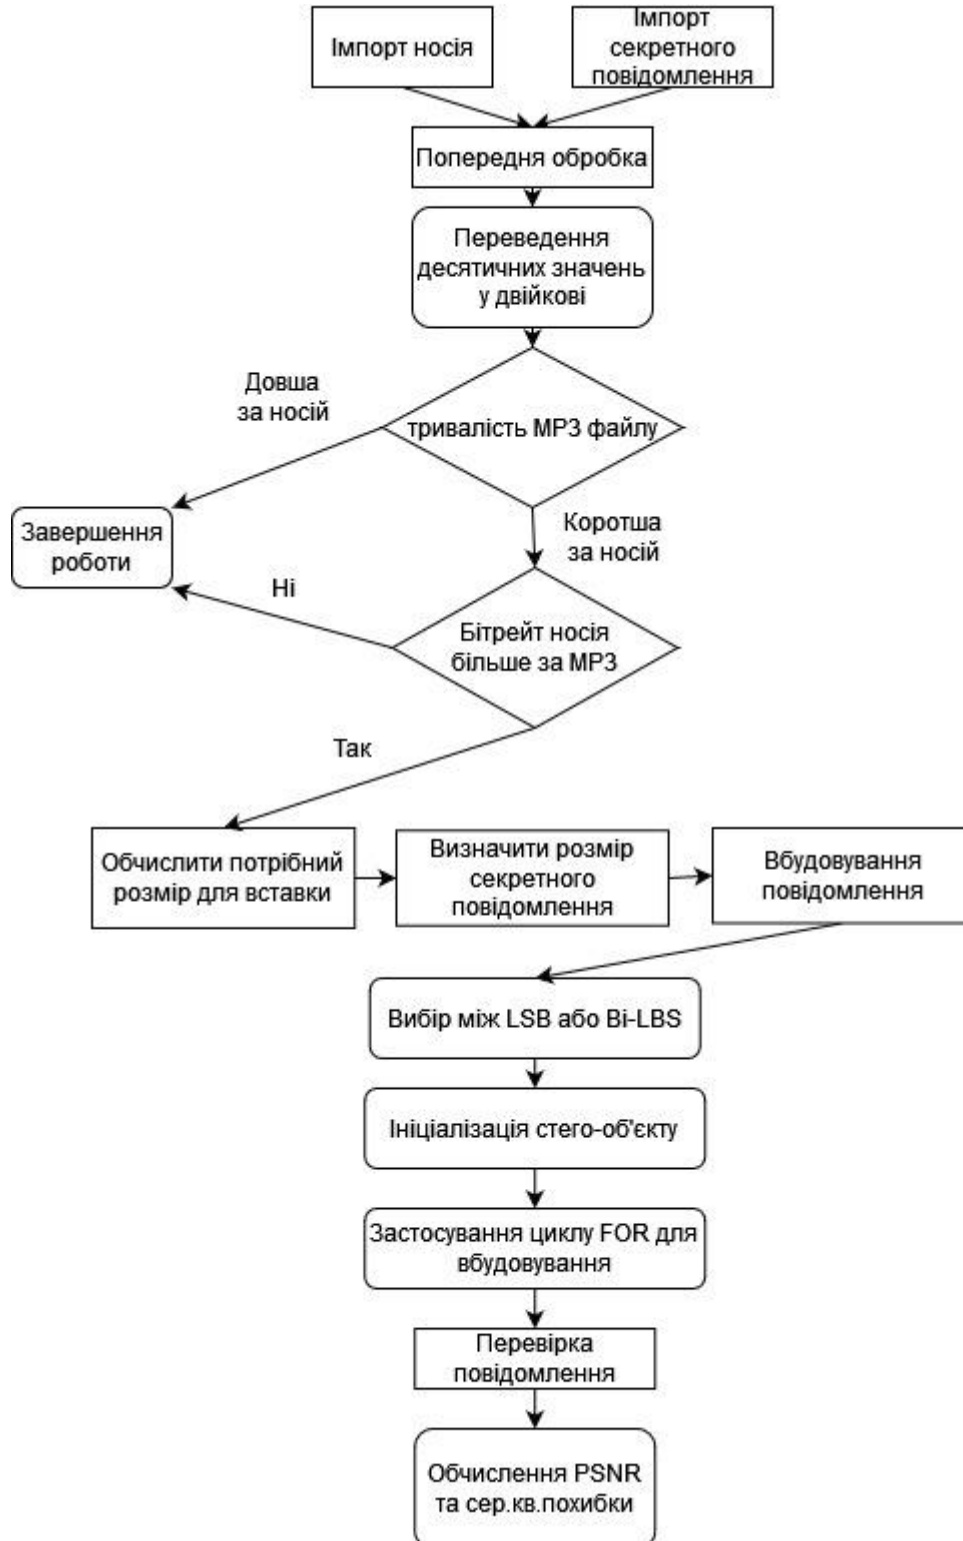 Імпорт носія
Імпорт
секретного
повідомлення
Попередня обробка
Переведення
десятичних значень
у двійкові
Довша
за носій
тривалість МР3 файлу
Завершення
роботи
Коротша
за носій
Ні
Бітрейт носія
більше за МР3
Так
Обчислити потрібний
розмір для вставки
Визначити розмір
секретного
повідомлення
Вбудовування
повідомлення
Вибір між LSB або Bi-LBS
Ініціалізація стего-об'єкту
Застосування циклу FOR для
вбудовування
Перевірка
повідомлення
Обчислення PSNR
та сер.кв.похибки